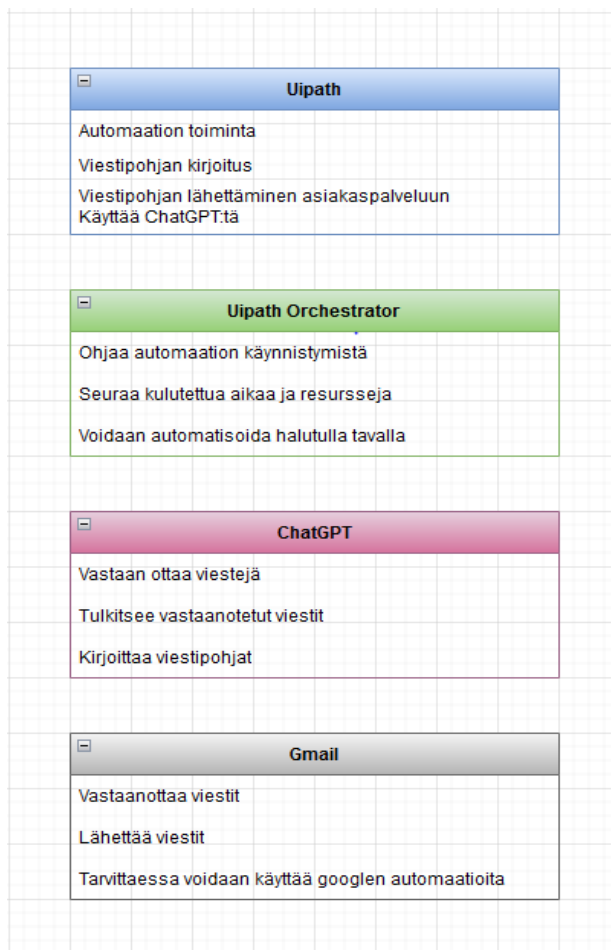 Uipath
Automaation toiminta
Viestipohjan kirjoitus
Viestipohjan lähettäminen asiakaspalveluun
Käyttää ChatGPT:tä
Uipath Orchestrator
Ohjaa automaation käynnistymistä
Seuraa kulutettua aikaa ja resursseja
Voidaan automatisoida halutulla tavalla
ChatGPT
Vastaan ottaa viestejä
Tulkitsee vastaanotetut viestit
Kirjoittaa viestipohjat
Gmail
Vastaanottaa viestit
Lähettää viestit
Tarvittaessa voidaan käyttää googlen automaatioita